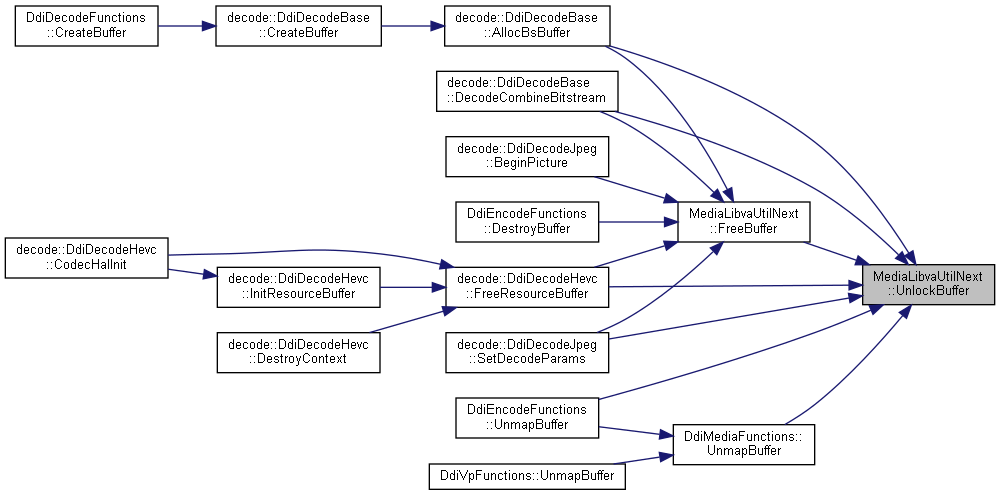 DdiDecodeFunctions
::CreateBuffer
decode::DdiDecodeBase
::CreateBuffer
decode::DdiDecodeBase
::AllocBsBuffer
decode::DdiDecodeBase
::DecodeCombineBitstream
decode::DdiDecodeJpeg
::BeginPicture
DdiEncodeFunctions
::DestroyBuffer
MediaLibvaUtilNext
::FreeBuffer
decode::DdiDecodeHevc
::CodecHalInit
decode::DdiDecodeHevc
::InitResourceBuffer
decode::DdiDecodeHevc
::FreeResourceBuffer
MediaLibvaUtilNext
::UnlockBuffer
decode::DdiDecodeHevc
::DestroyContext
decode::DdiDecodeJpeg
::SetDecodeParams
DdiEncodeFunctions
::UnmapBuffer
DdiMediaFunctions::
UnmapBuffer
DdiVpFunctions::UnmapBuffer